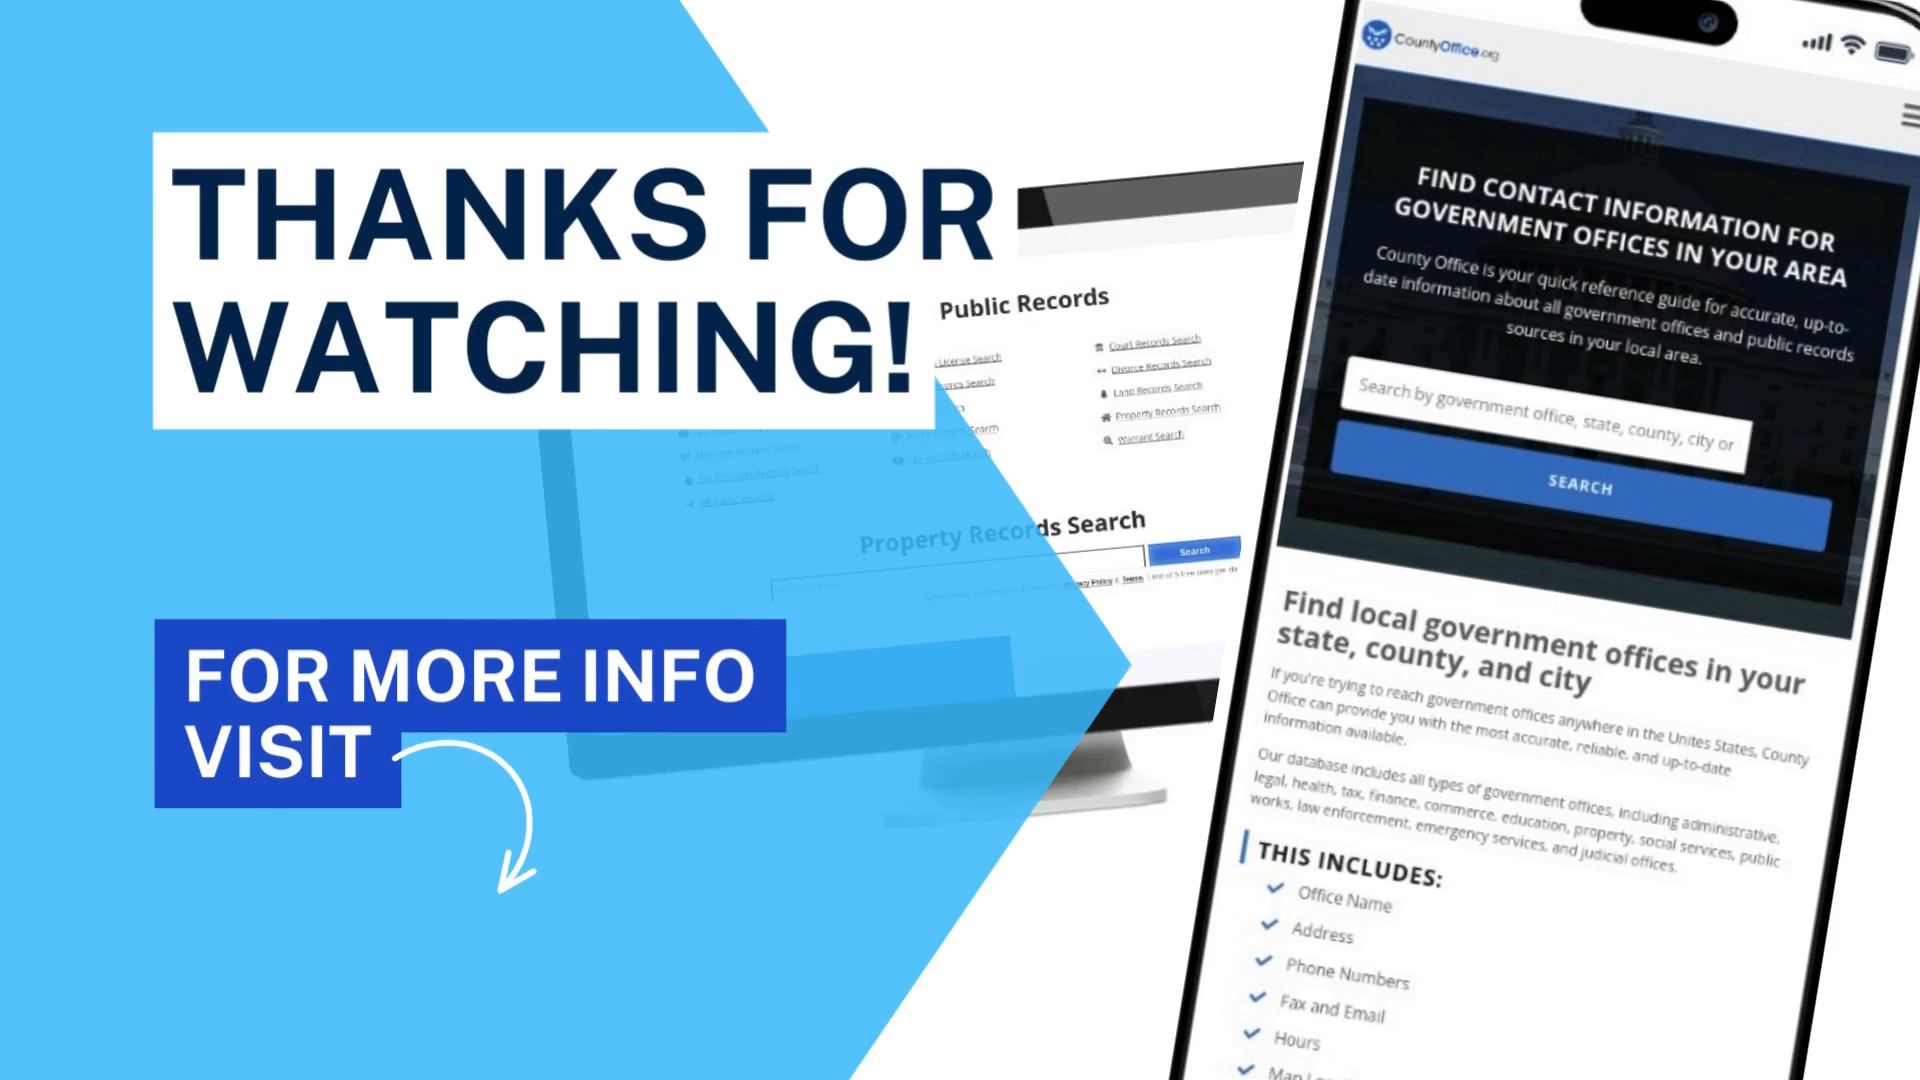 THANKS FOR
WATCHING!
FOR MORE INFO
VISIT
Public Records
License Search
Search
Search
Court Records Search
Divorce Records Search
Land Records Search
Property Records Search
Warrant Search
Property Records Search
Search
CountyOffice.org
FIND CONTACT INFORMATION FOR
GOVERNMENT OFFICES IN YOUR AREA
County Office is your quick reference guide for accurate, up-to-
date information about all government offices and public records
sources in your local area.
Search by government office, state, county, city or
SEARCH
Find local government offices in your
state, county, and city
If you're trying to reach government offices anywhere in the Unites States, County
Office can provide you with the most accurate, reliable, and up-to-date
information available.
Our database includes all types of government offices, including administrative,
legal, health, tax, finance, commerce, education, property, social services, public
works, law enforcement, emergency services, and judicial offices.
THIS INCLUDES:
Office Name
Address
Phone Numbers
Fax and Email
Hours